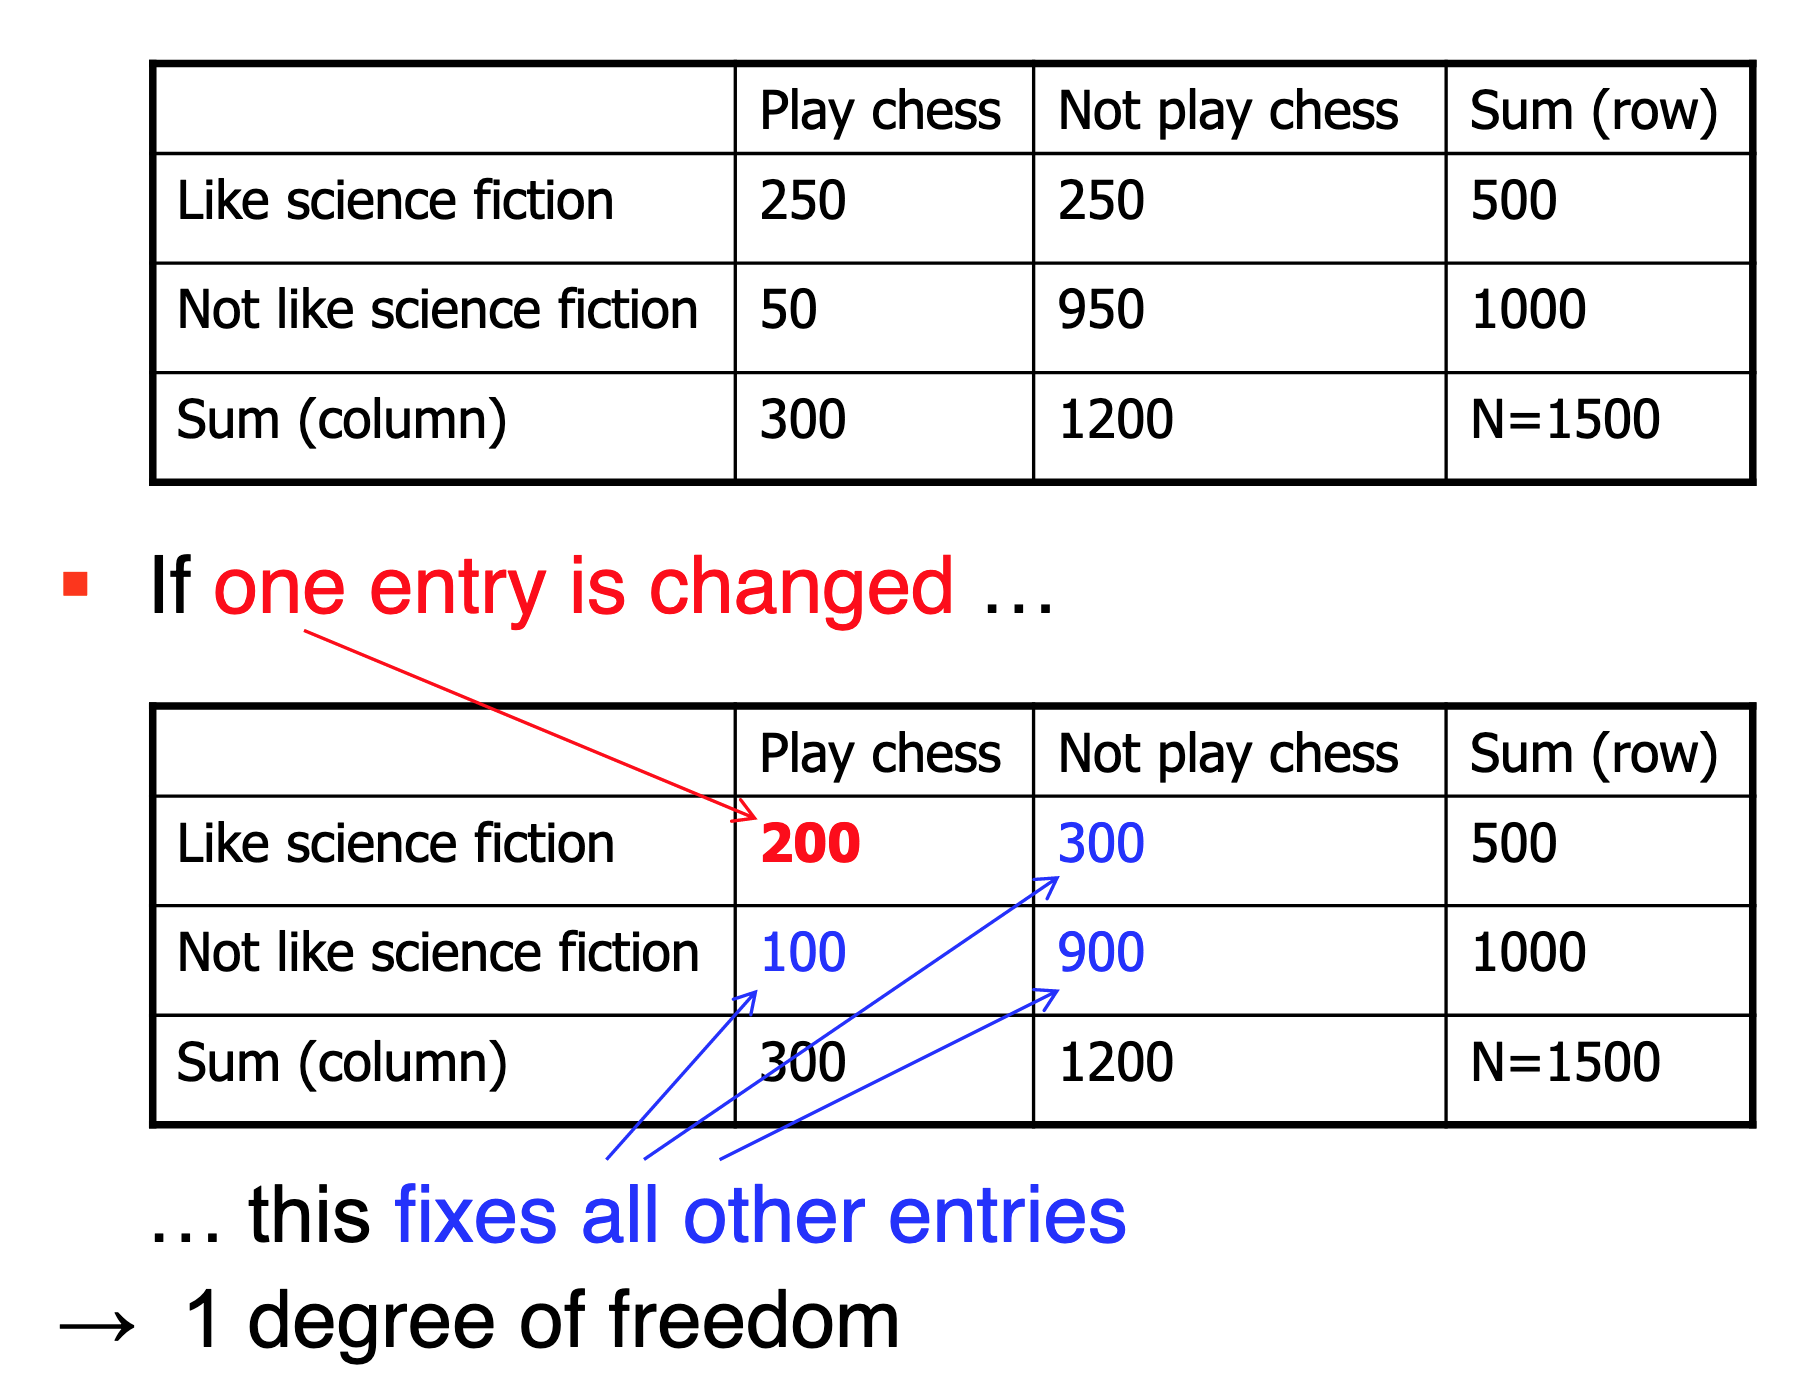 Play chess Not play chess Sum (row)
Like science fiction 250 250 500
Not like science fiction 50 950 1000
Sum (column) 300 1200 N=1500
▪ If one entry is changed …
Play chess Not play chess Sum (row)
Like science fiction 200 300 500
Not like science fiction 100 900 1000
Sum (column) 300 1200 N=1500
… this fixes all other entries
→ 1 degree of freedom